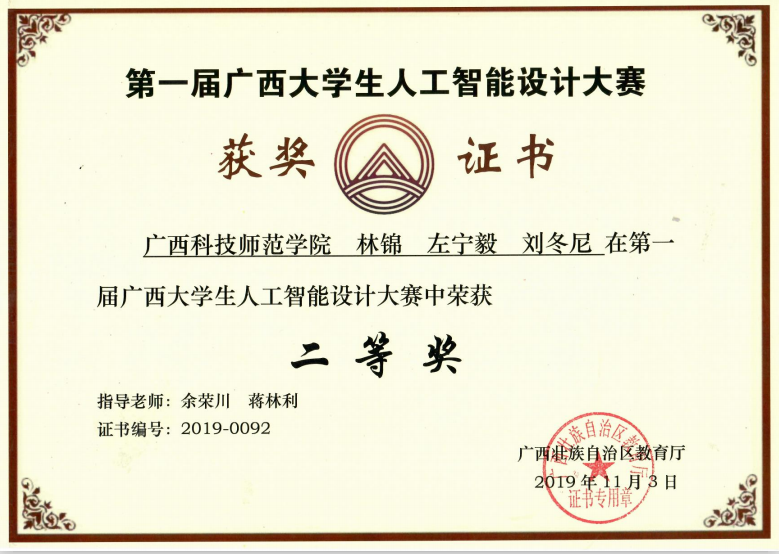 第一届广西大学生人工智能设计大赛
获奖 证书
广西科技师范学院 林锦 左宁毅 刘冬尼 在第一
届广西大学生人工智能设计大赛中荣获
二等奖
指导老师：余荣川 蒋林利
证书编号：2019-0092
广西壮族自治区教育厅
2019年11月3日
广西壮族自治区教育厅
证书专用章